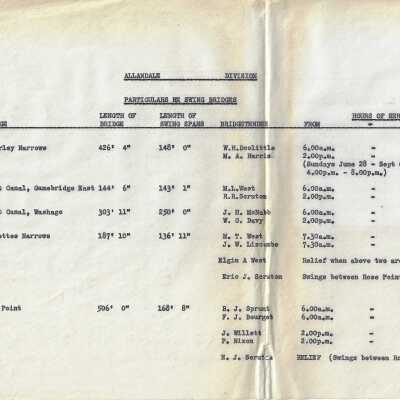 ALLANDALE DIVISION
PARTICULARS RE SWING BRIDGES
LENGTH OF LENGTH OF HOURS OF
BRIDGE SWING SPANS BRIDGETENDER FROM "
Narrows 426' 4" 148' 0" W.H.Doolittle 6.00a.m. "
M. A. Harris 2.00p.m. "
(Sundays June 28 - Sept
4.00p.m. - 8.00p.m.)
Canal, Gamebridge East 144' 6" 143' 1" M.L.West 6.00a.m. "
R.R.Scruton 2.00p.m. "
Canal, Washago 303' 11" 250' 0" J. H. McNabb 6.00a.m. "
W. G. Davy 2.00p.m. "
Narrows 187' 10" 136' 11" M. T. West 7.30a.m. "
J. W. Liscombe 7.30a.m. "
Elgin A West Relief when above two are
Eric J. Scruton Swings between Rose Point
Point 506' 0" 168' 8" B. J. Sprunt 6.00a.m. "
F. J. Bourget 6.00a.m. "
J. Willett 2.00p.m. "
P. Nixon 2.00p.m. "
N. J. Scruton RELIEF (Swings between